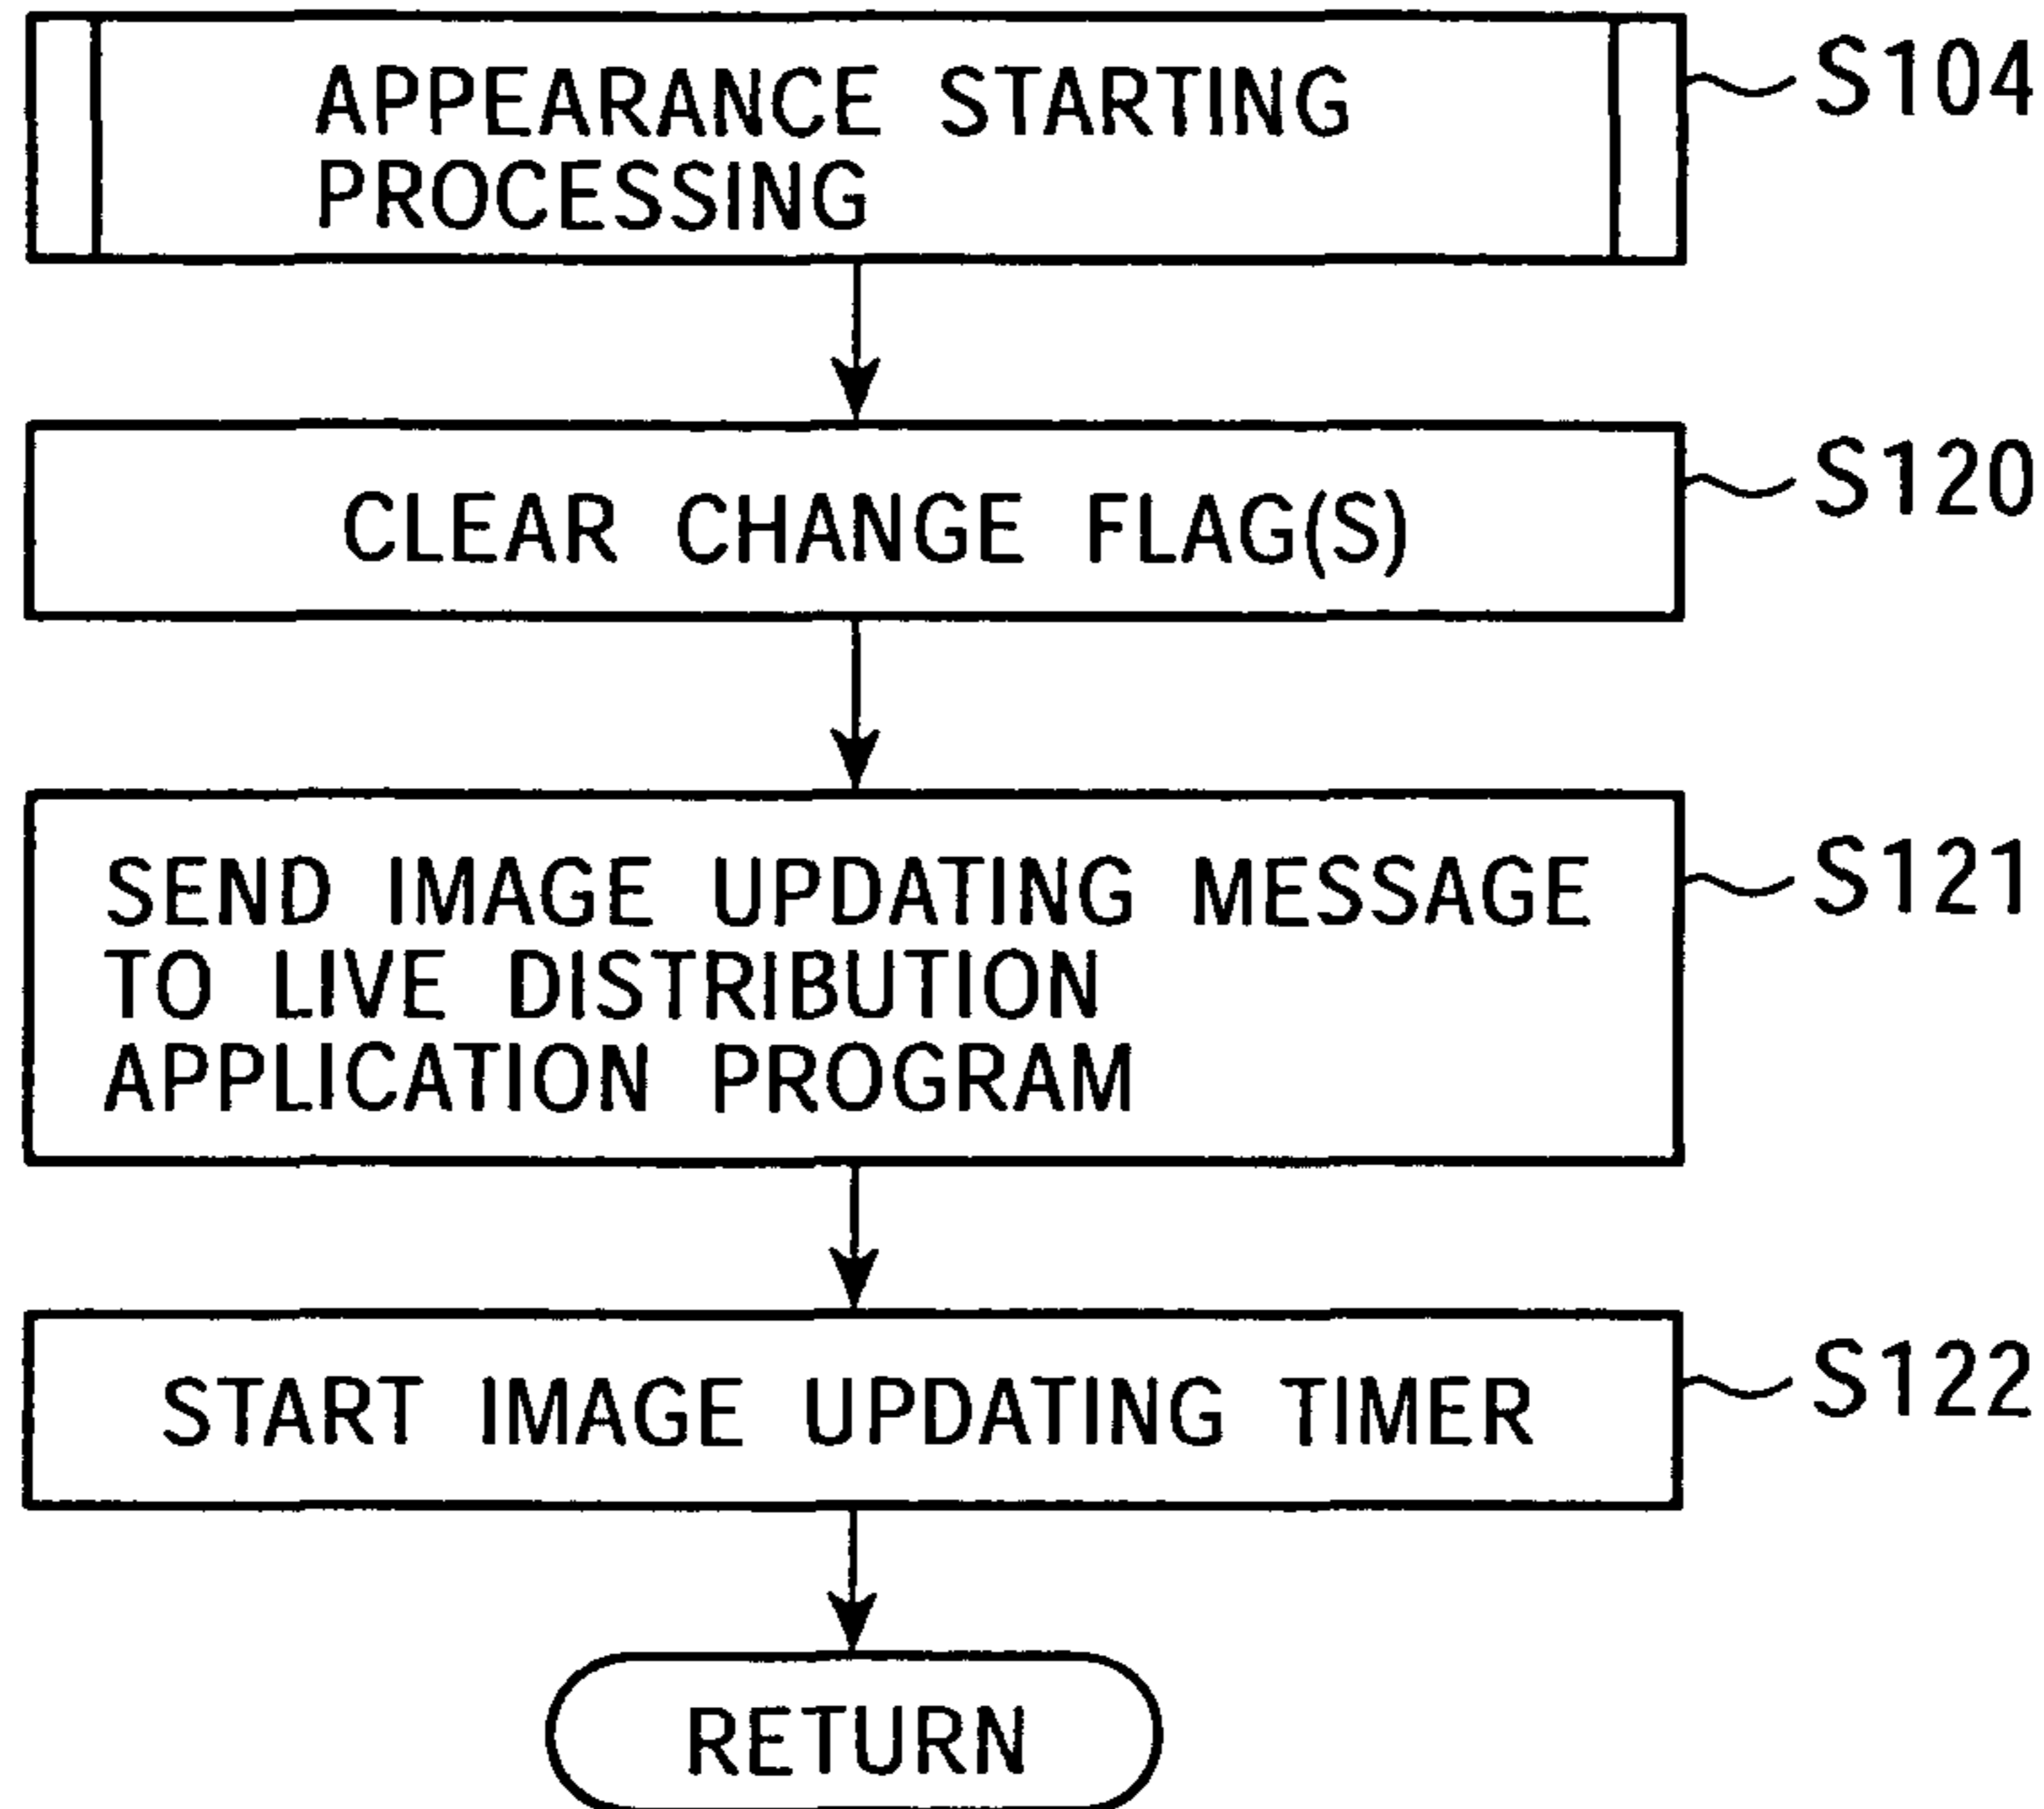 APPEARANCE STARTING
PROCESSING
S104
CLEAR CHANGE FLAG(S)
S120
SEND IMAGE UPDATING MESSAGE
TO LIVE DISTRIBUTION
APPLICATION PROGRAM
S121
START IMAGE UPDATING TIMER
S122
RETURN